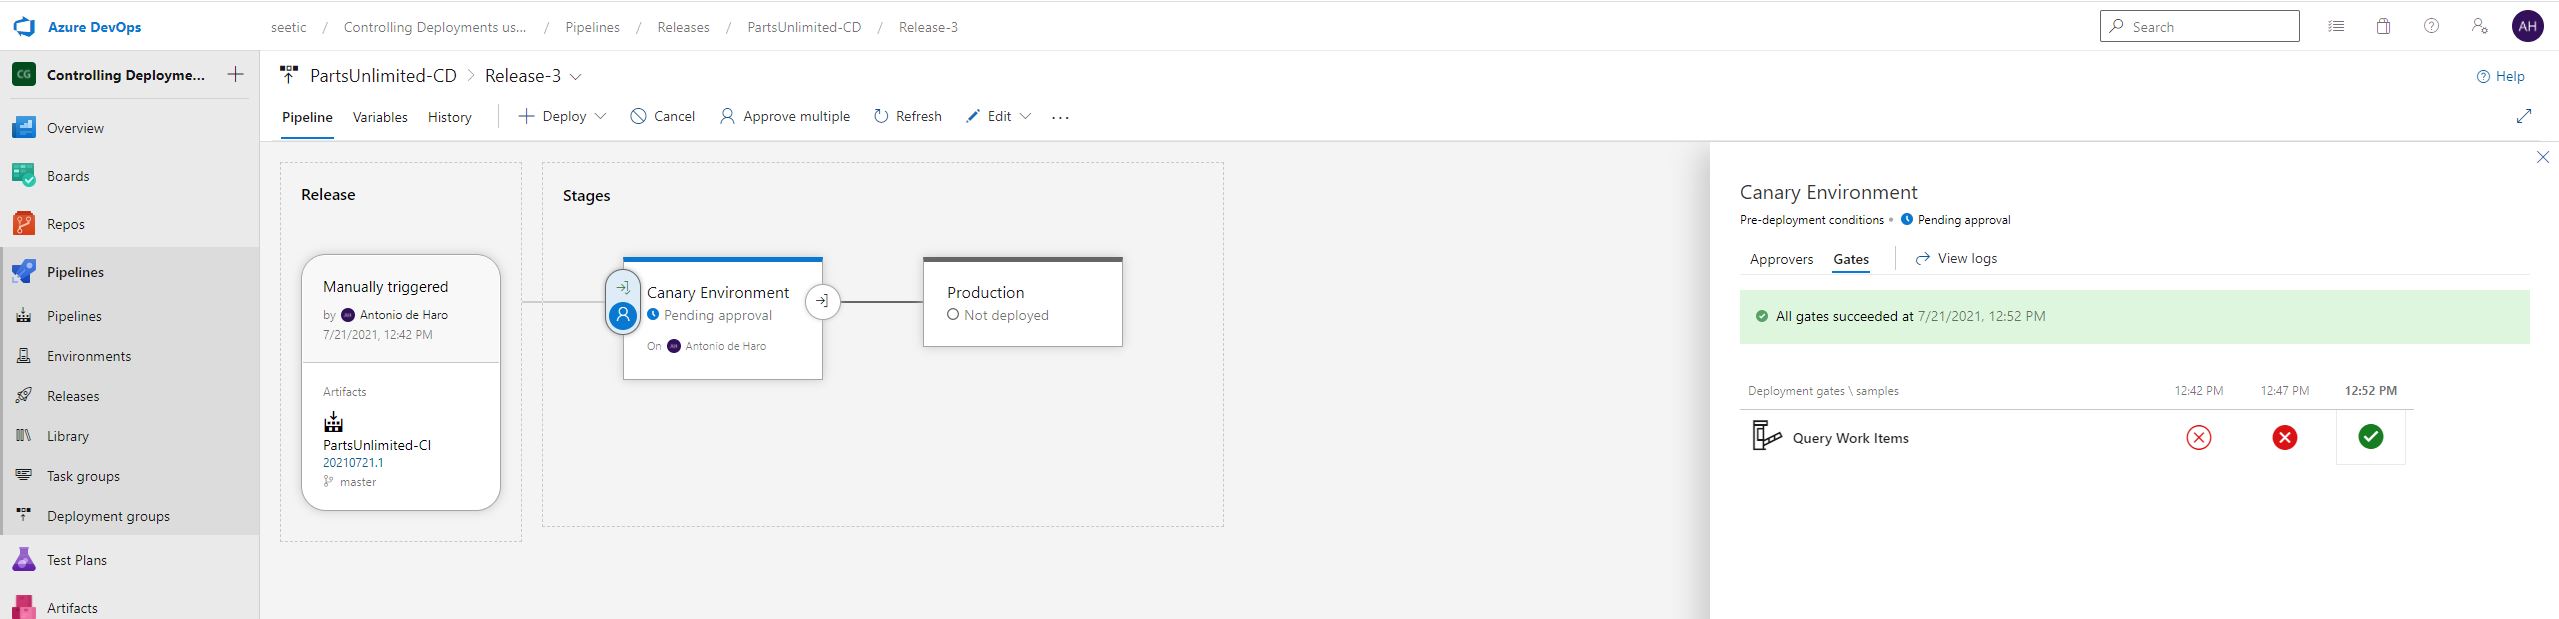 Azure DevOps
seetic / Controlling Deployments us... / Pipelines / Releases / PartsUnlimited-CD / Release-3
Search
AH
CG Controlling Deployme...
Overview
Boards
Repos
Pipelines
Pipelines
Environments
Releases
Library
Task groups
Deployment groups
Test Plans
Artifacts
PartsUnlimited-CD > Release-3
Help
Pipeline Variables History Deploy Cancel Approve multiple Refresh Edit ...
Release
Manually triggered
by AH Antonio de Haro
7/21/2021, 12:42 PM
Artifacts
PartsUnlimited-CI
20210721.1
master
Stages
Canary Environment
Pending approval
On AH Antonio de Haro
Production
Not deployed
Canary Environment
Pre-deployment conditions • Pending approval
Approvers Gates View logs
All gates succeeded at 7/21/2021, 12:52 PM
Deployment gates \ samples 12:42 PM 12:47 PM 12:52 PM
Query Work Items